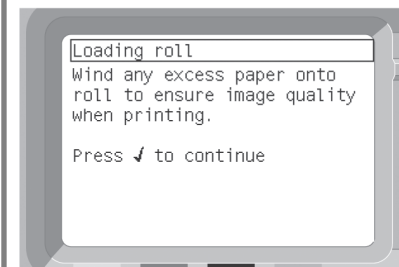 Loading roll
Wind any excess paper onto
roll to ensure image quality
when printing.
Press ✓ to continue